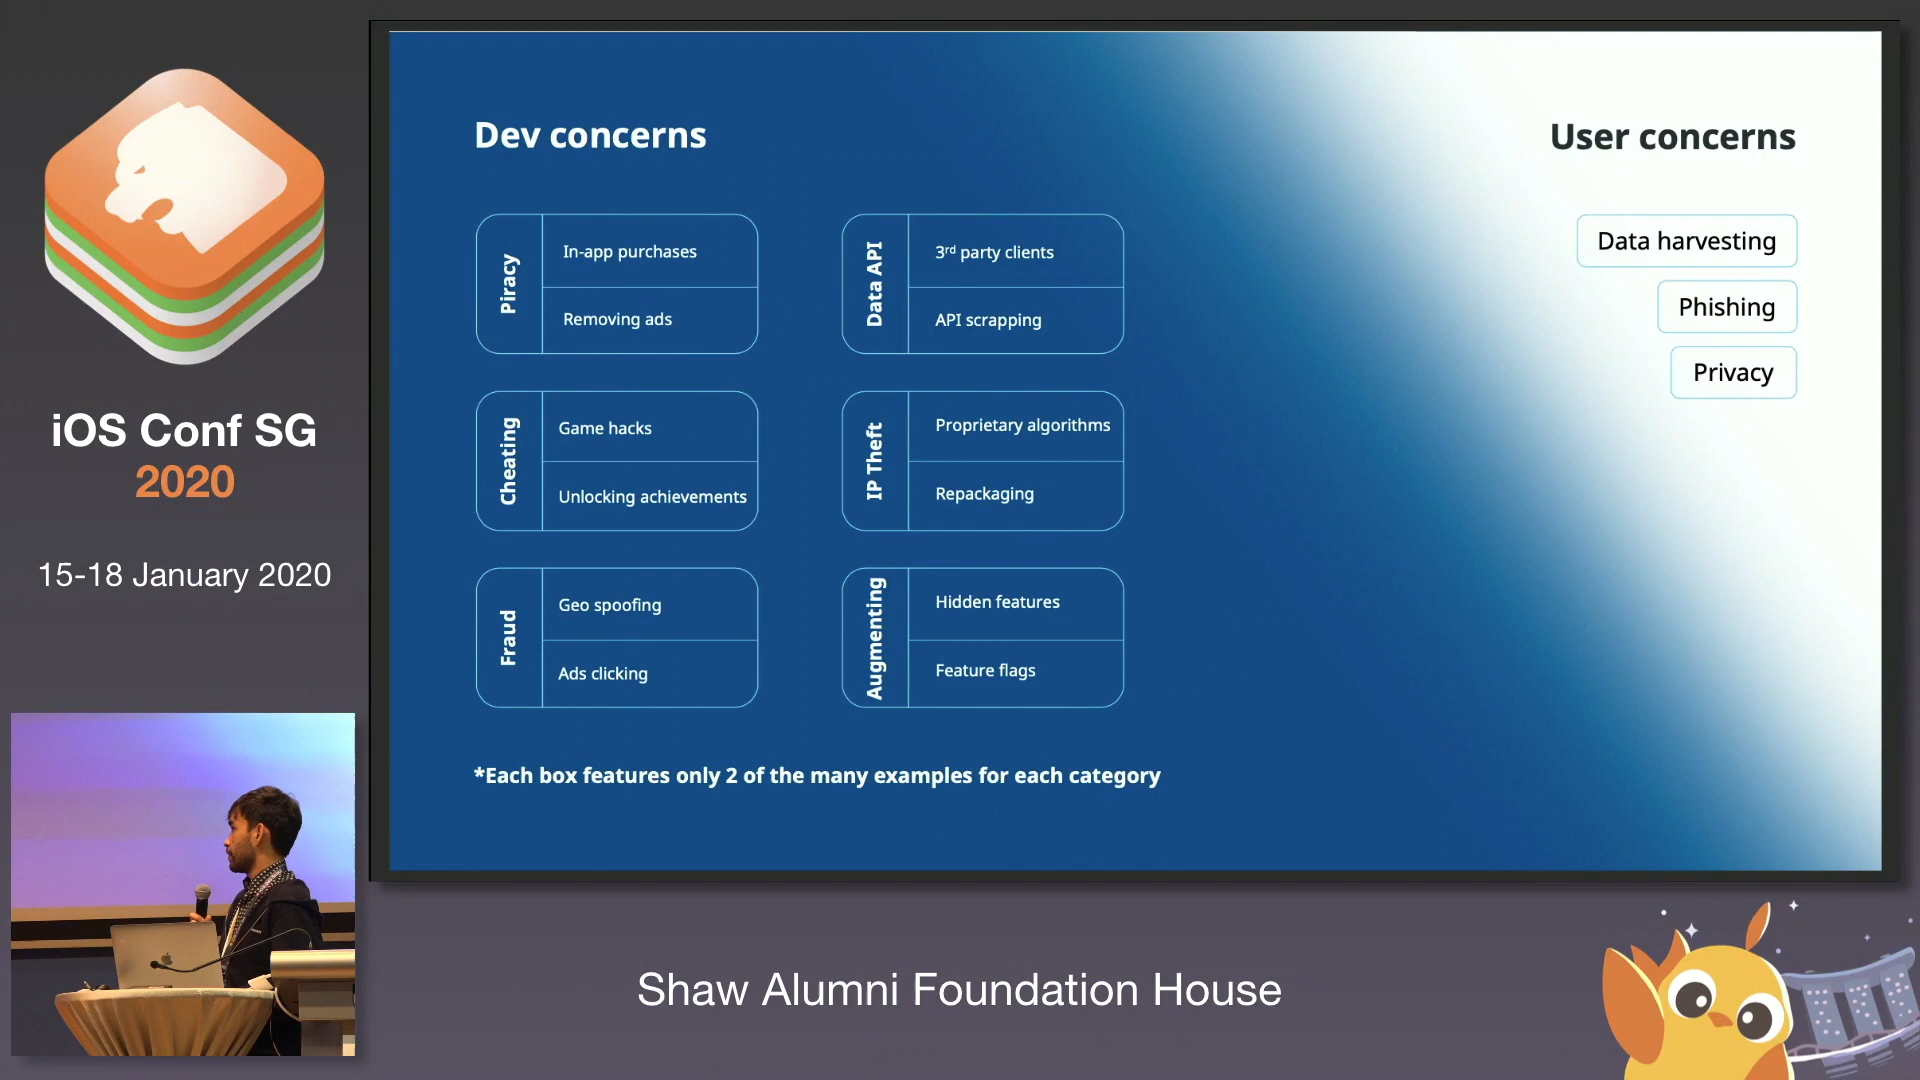 iOS Conf SG
2020
15-18 January 2020
Dev concerns
Piracy
In-app purchases
Removing ads
Data API
3rd party clients
API scrapping
Cheating
Game hacks
Unlocking achievements
IP Theft
Proprietary algorithms
Repackaging
Fraud
Geo spoofing
Ads clicking
Augmenting
Hidden features
Feature flags
*Each box features only 2 of the many examples for each category
User concerns
Data harvesting
Phishing
Privacy
Shaw Alumni Foundation House